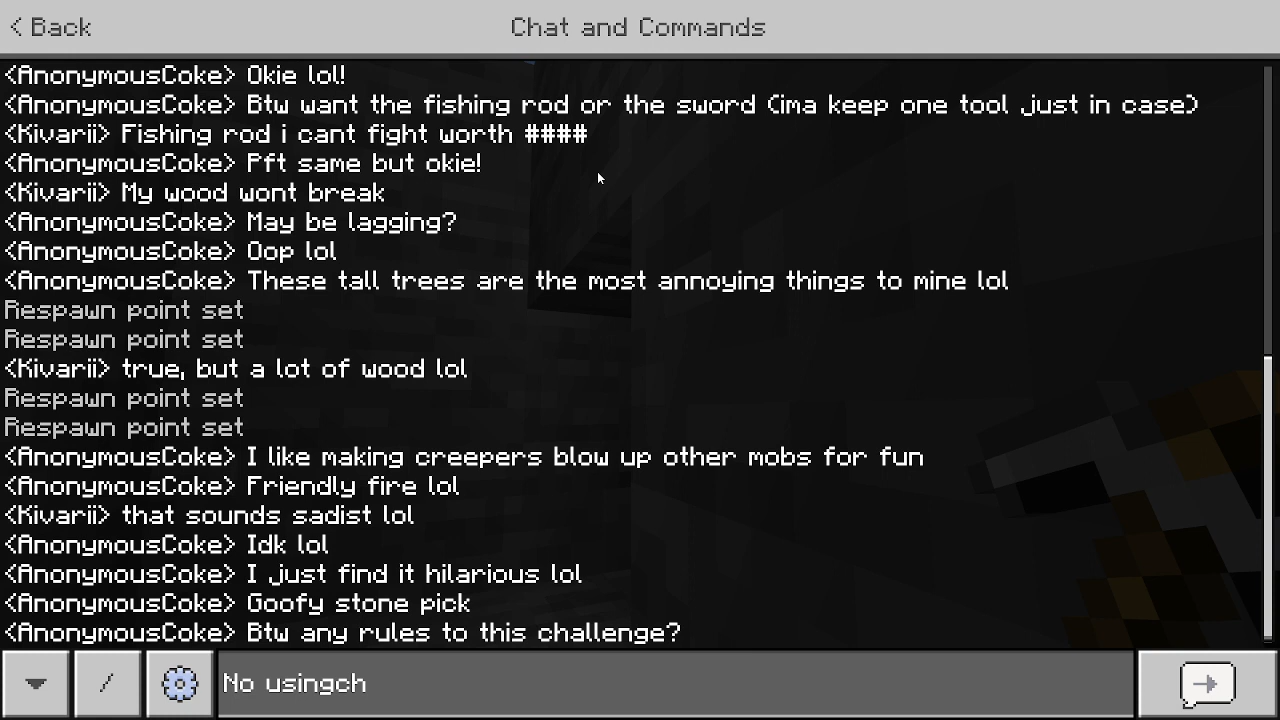 < Back
Chat and Commands
<AnonymousCoke> Okie lol!
<AnonymousCoke> Btw want the fishing rod or the sword (ima keep one tool just in case)
<Kivarii> Fishing rod i cant fight worth ####
<AnonymousCoke> Pft same but okie!
<Kivarii> My wood wont break
<AnonymousCoke> May be lagging?
<AnonymousCoke> Oop lol
<AnonymousCoke> These tall trees are the most annoying things to mine lol
Respawn point set
Respawn point set
<Kivarii> true, but a lot of wood lol
Respawn point set
Respawn point set
<AnonymousCoke> I like making creepers blow up other mobs for fun
<AnonymousCoke> Friendly fire lol
<Kivarii> that sounds sadist lol
<AnonymousCoke> Idk lol
<AnonymousCoke> I just find it hilarious lol
<AnonymousCoke> Goofy stone pick
<AnonymousCoke> Btw any rules to this challenge?
/
No usingch